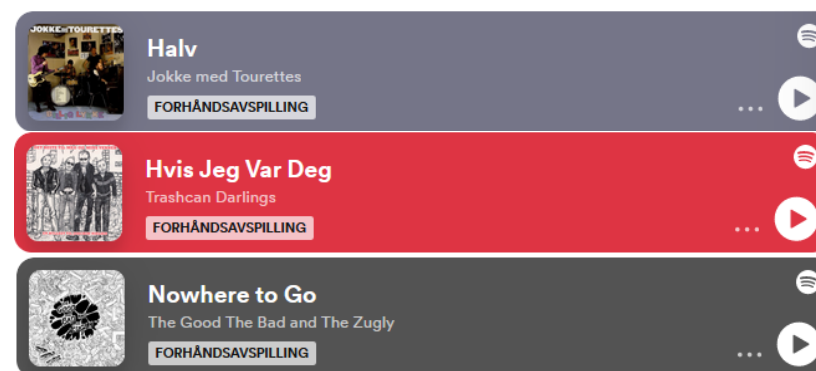 JOKKE med TOURETTES
Halv
Jokke med Tourettes
FORHÅNDSAVSPILLING
Hvis Jeg Var Deg
Trashcan Darlings
FORHÅNDSAVSPILLING
Nowhere to Go
The Good The Bad and The Zugly
FORHÅNDSAVSPILLING